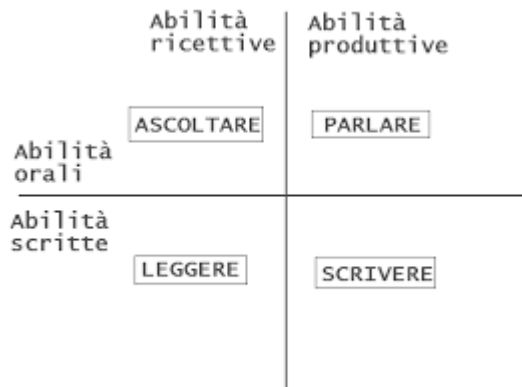 Abilità
ricettive
Abilità
produttive
ASCOLTARE
PARLARE
Abilità
orali
Abilità
scritte
LEGGERE
SCRIVERE